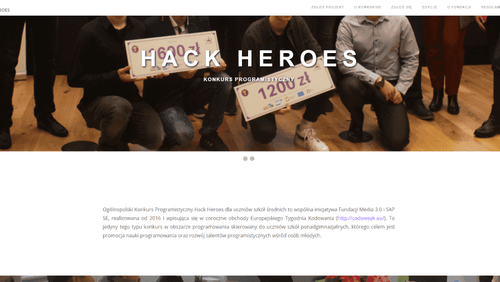 ROES ZGŁOŚ PROJEKT O KONKURSIE ZGŁOŚ SIĘ EDYCJE O FUNDACJI REGULAM
1600 zł
HACK HEROES
KONKURS PROGRAMISTYCZNY
1200 zł
Ogólnopolski Konkurs Programistyczny Hack Heroes dla uczniów szkół średnich to wspólna inicjatywa Fundacji Media 3.0 i SAP
SE, realizowana od 2016 i wpisująca się w coroczne obchody Europejskiego Tygodnia Kodowania (http://codeweek.eu/). To
jedyny tego typu konkurs w obszarze programowania skierowany do uczniów szkół ponadgimnazjalnych, którego celem jest
promocja nauki programowania oraz rozwój talentów programistycznych wśród osób młodych.